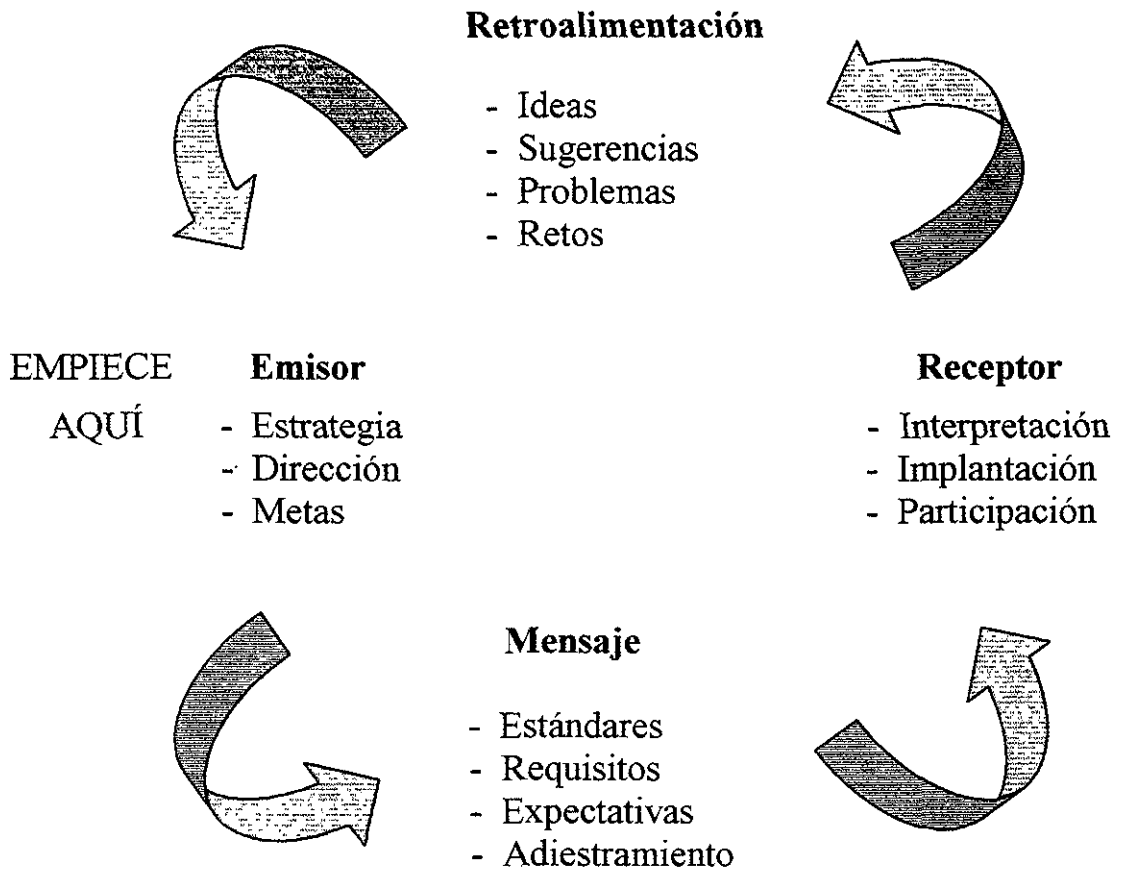 Retroalimentación
- Ideas
- Sugerencias
- Problemas
- Retos
EMPIECE
AQUÍ
Emisor
- Estrategia
- Dirección
- Metas
Receptor
- Interpretación
- Implantación
- Participación
Mensaje
- Estándares
- Requisitos
- Expectativas
- Adiestramiento